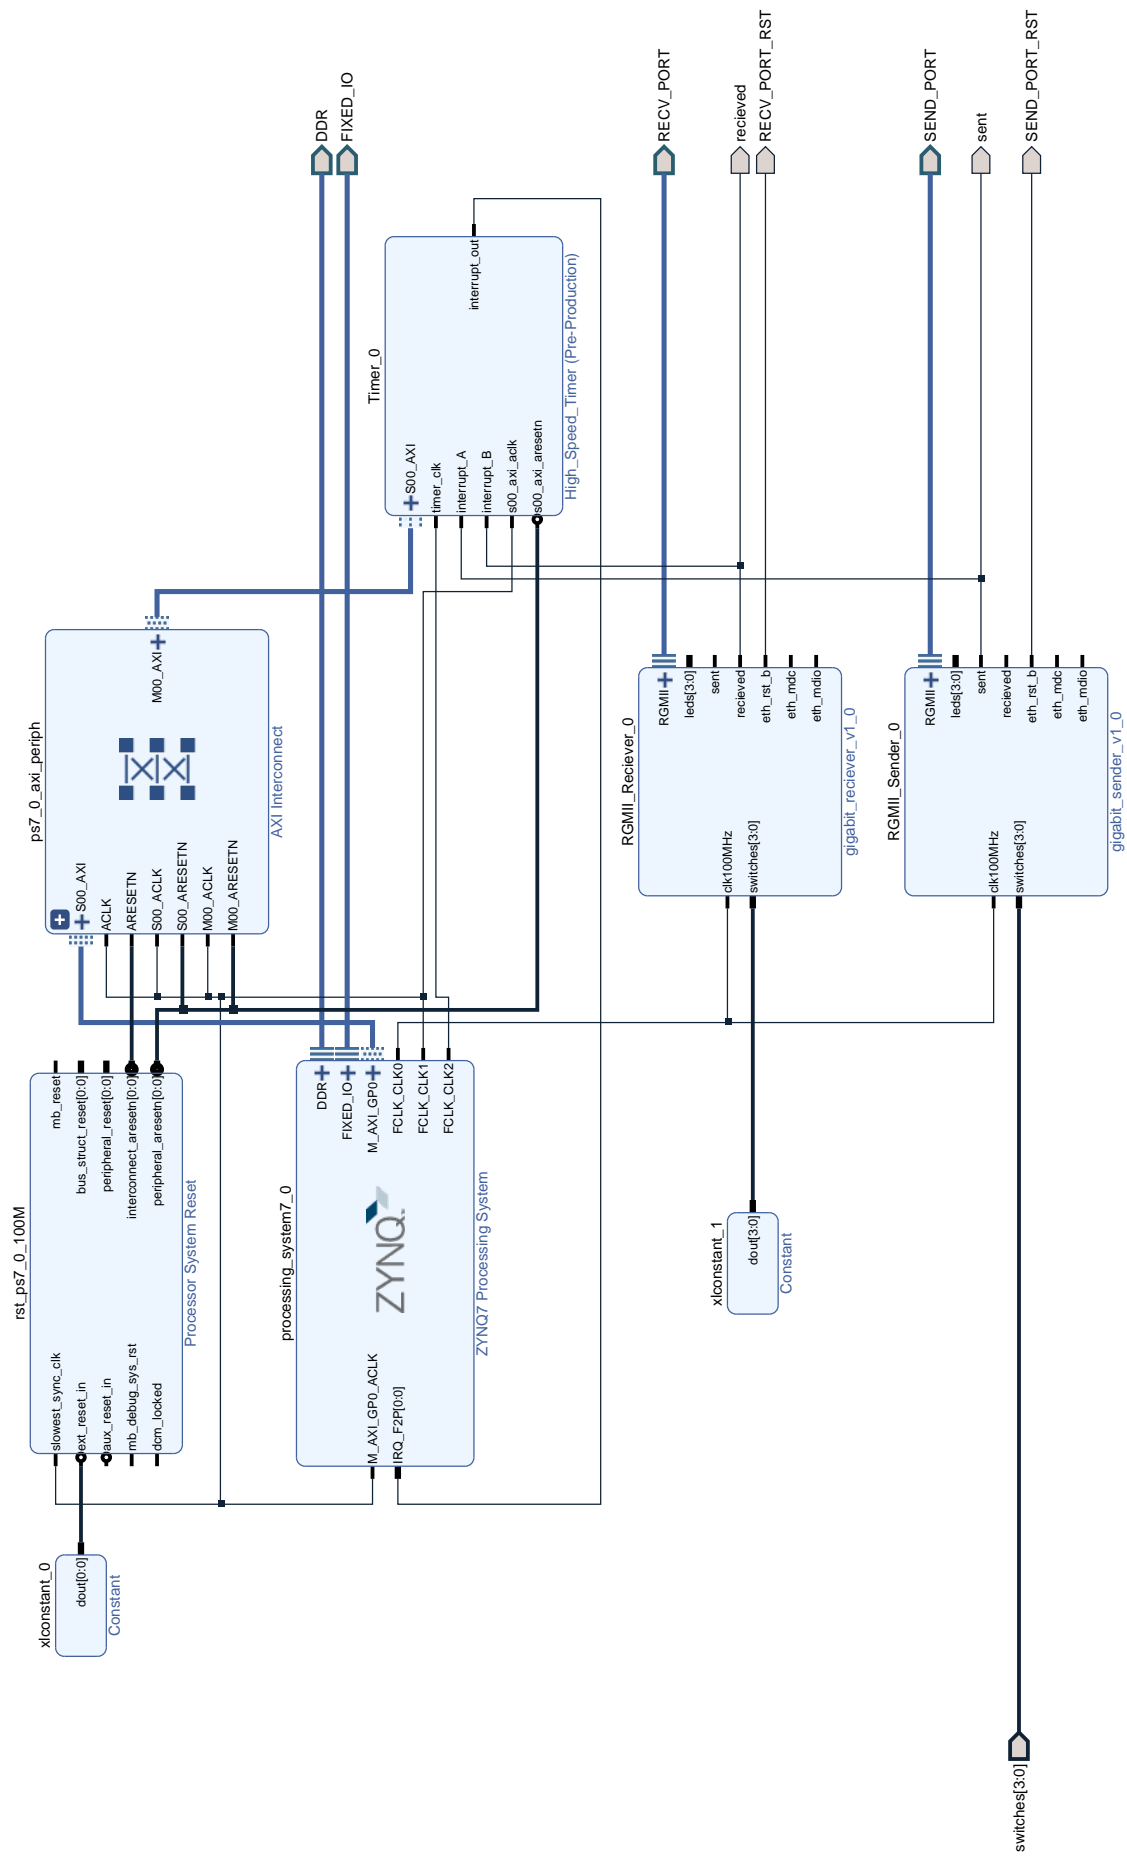 DDR
FIXED_IO
RECV_PORT
recieved
RECV_PORT_RST
SEND_PORT
sent
SEND_PORT_RST
Timer_0
S00_AXI
timer_clk
interrupt_A
interrupt_B
s00_axi_aclk
s00_axi_aresetn
interrupt_out
High_Speed_Timer (Pre-Production)
ps7_0_axi_periph
S00_AXI
ACLK
ARESETN
S00_ACLK
S00_ARESETN
M00_ACLK
M00_ARESETN
M00_AXI
AXI Interconnect
RGMII_Reciever_0
clk100MHz
switches[3:0]
RGMII
leds[3:0]
sent
recieved
eth_rst_b
eth_mdc
eth_mdio
gigabit_reciever_v1_0
RGMII_Sender_0
clk100MHz
switches[3:0]
RGMII
leds[3:0]
sent
recieved
eth_rst_b
eth_mdc
eth_mdio
gigabit_sender_v1_0
rst_ps7_0_100M
slowest_sync_clk
ext_reset_in
aux_reset_in
mb_debug_sys_rst
dcm_locked
mb_reset
bus_struct_reset[0:0]
peripheral_reset[0:0]
interconnect_aresetn[0:0]
peripheral_aresetn[0:0]
Processor System Reset
processing_system7_0
M_AXI_GP0_ACLK
IRQ_F2P[0:0]
ZYNQ
DDR
FIXED_IO
M_AXI_GP0
FCLK_CLK0
FCLK_CLK1
FCLK_CLK2
ZYNQ7 Processing System
xlconstant_1
dout[3:0]
Constant
xlconstant_0
dout[0:0]
Constant
switches[3:0]